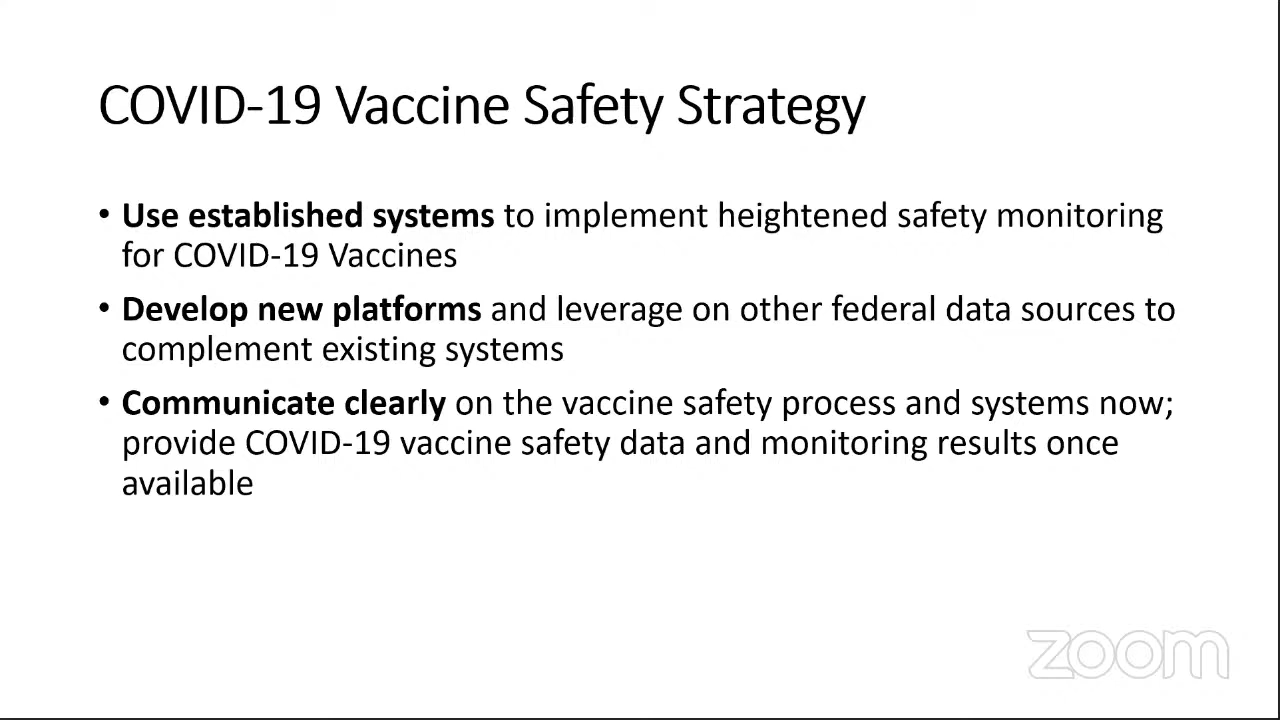 COVID-19 Vaccine Safety Strategy
• Use established systems to implement heightened safety monitoring
for COVID-19 Vaccines
• Develop new platforms and leverage on other federal data sources to
complement existing systems
• Communicate clearly on the vaccine safety process and systems now;
provide COVID-19 vaccine safety data and monitoring results once
available
zoom